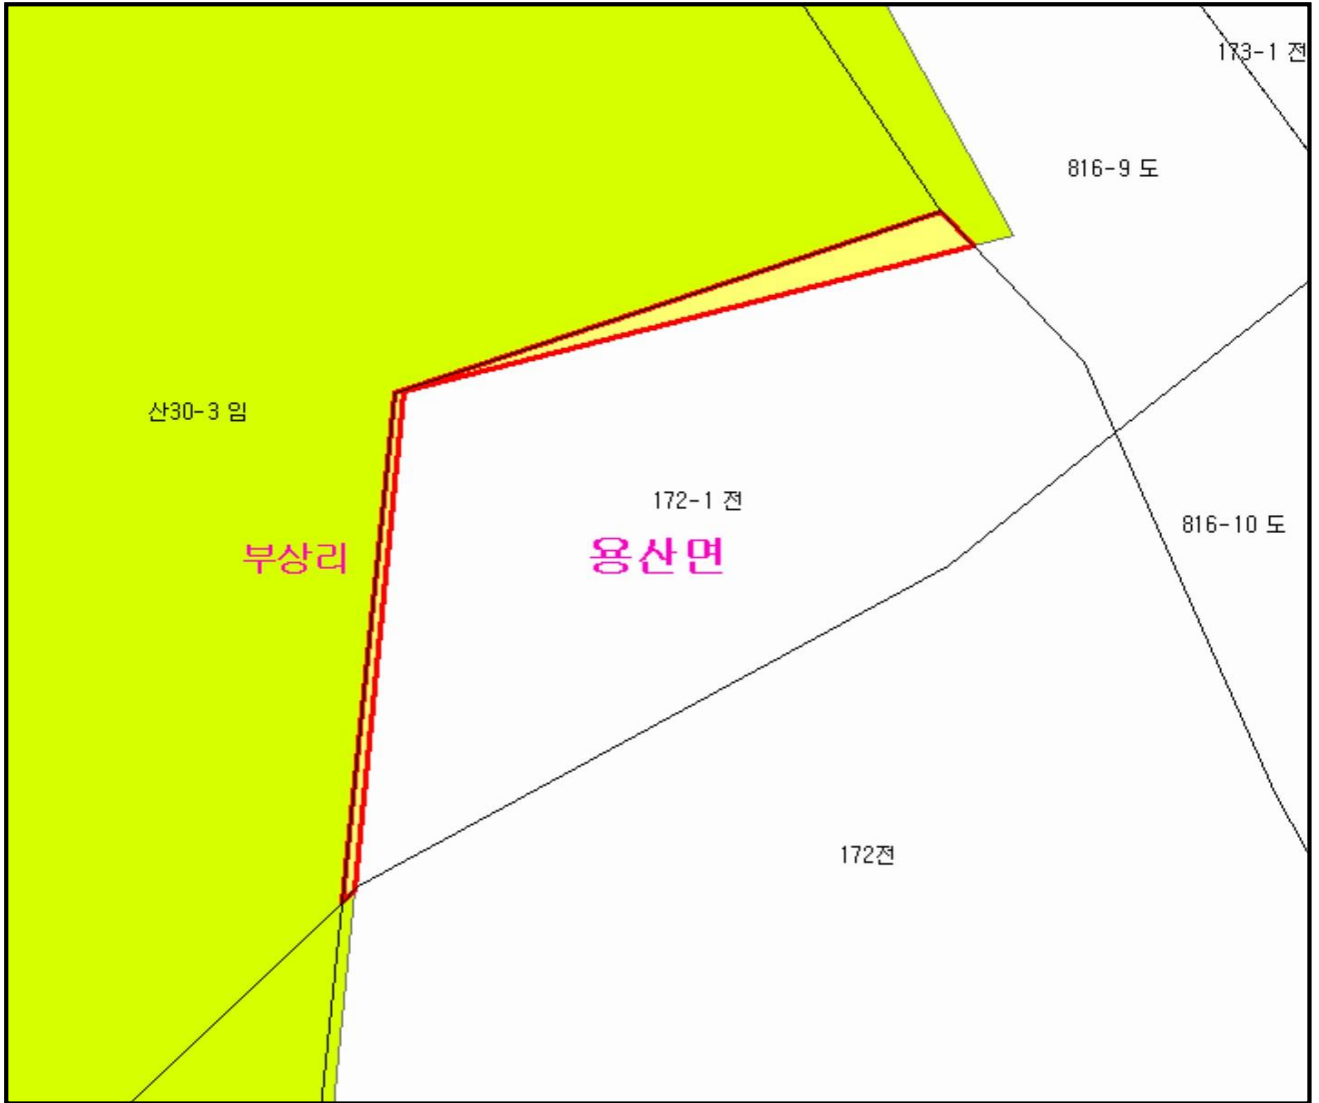 173-1 전
816-9 도
산30-3 임
172-1 전
816-10 도
부상리
용산면
172전